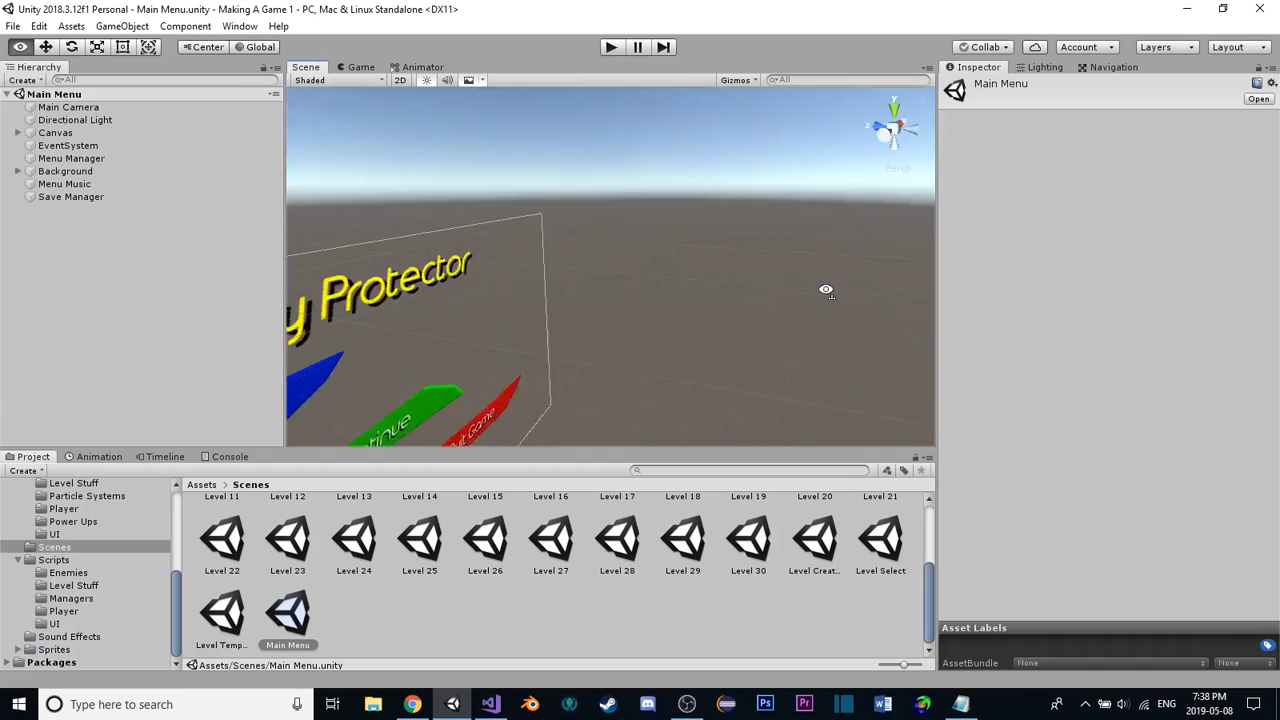 Unity 2018.3.12f1 Personal - Main Menu.unity - Making A Game 1 - PC, Mac & Linux Standalone <DX11>
File Edit Assets GameObject Component Window Help
Center Global Collab Account Layers Layout
Hierarchy Scene Game Animator Inspector Lighting Navigation
Create All Shaded 2D Gizmos All Main Menu
Open
Main Menu
Main Camera
Directional Light
Canvas
EventSystem
Menu Manager
Background
Menu Music
Save Manager
y
z
Persp
y Protector
tinue
uit Game
Project Animation Timeline Console
Create
Assets Scenes
Level Stuff
Particle Systems
Player
Power Ups
UI
Scenes
Scripts
Enemies
Level Stuff
Managers
Player
UI
Sound Effects
Sprites
Packages
Level 11 Level 12 Level 13 Level 14 Level 15 Level 16 Level 17 Level 18 Level 19 Level 20 Level 21
Level 22 Level 23 Level 24 Level 25 Level 26 Level 27 Level 28 Level 29 Level 30 Level Creat... Level Select
Level Temp... Main Menu
Assets/Scenes/Main Menu.unity
Asset Labels
AssetBundle None None
Type here to search
ENG
7:38 PM
2019-05-08